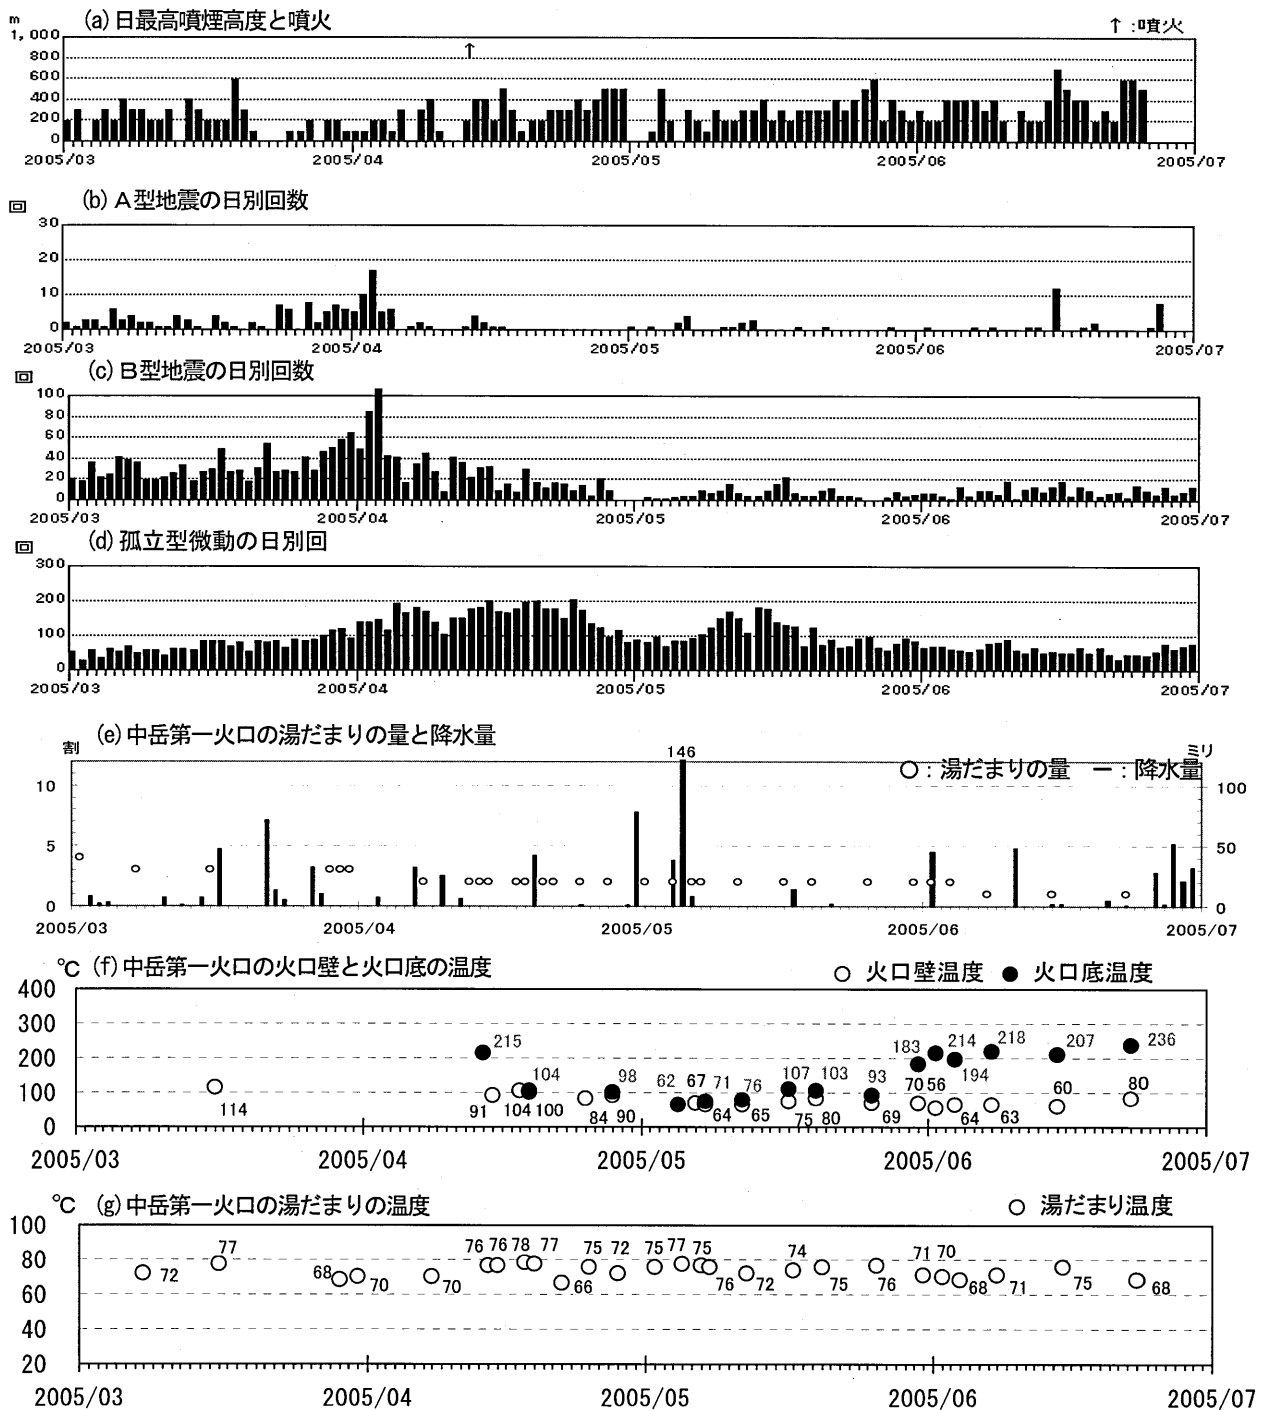 m (a) 日最高噴煙高度と噴火 ↑ :噴火
1,000
800
600
400
200
0
↑
2005/03 2005/04 2005/05 2005/06 2005/07
回 (b) A型地震の日別回数
30
20
10
0
2005/03 2005/04 2005/05 2005/06 2005/07
回 (c) B型地震の日別回数
100
80
60
40
20
0
2005/03 2005/04 2005/05 2005/06 2005/07
回 (d) 孤立型微動の日別回
300
200
100
0
2005/03 2005/04 2005/05 2005/06 2005/07
割 (e) 中岳第一火口の湯だまりの量と降水量 ミリ
146
○ : 湯だまりの量 ー : 降水量
10 100
5 50
0 0
2005/03 2005/04 2005/05 2005/06 2005/07
℃ (f) 中岳第一火口の火口壁と火口底の温度 ○ 火口壁温度 ● 火口底温度
400
300
200
100
0
215 183 214 218 207 236
104 98 62 67 71 76 107 103 93 70 56 194 60 80
114 91 104 100 84 90 64 65 75 80 69 64 63
2005/03 2005/04 2005/05 2005/06 2005/07
℃ (g) 中岳第一火口の湯だまりの温度 ○ 湯だまり温度
100
80
60
40
20
77 76 76 78 77 75 72 75 77 75 74 71 70
72 68 70 70 66 76 72 75 76 68 71 75 68
2005/03 2005/04 2005/05 2005/06 2005/07